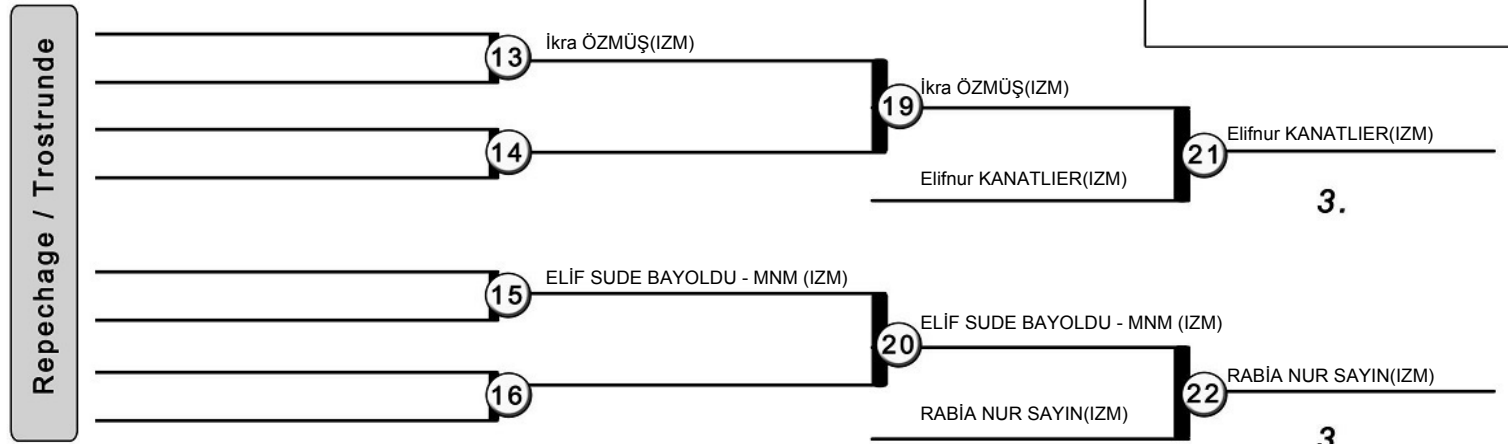 Repechage / Trostrunde
13
İkra ÖZMÜŞ(IZM)
14
19
İkra ÖZMÜŞ(IZM)
Elifnur KANATLIER(IZM)
21
Elifnur KANATLIER(IZM)
3.
15
ELİF SUDE BAYOLDU - MNM (IZM)
16
20
ELİF SUDE BAYOLDU - MNM (IZM)
RABİA NUR SAYIN(IZM)
22
RABİA NUR SAYIN(IZM)
3